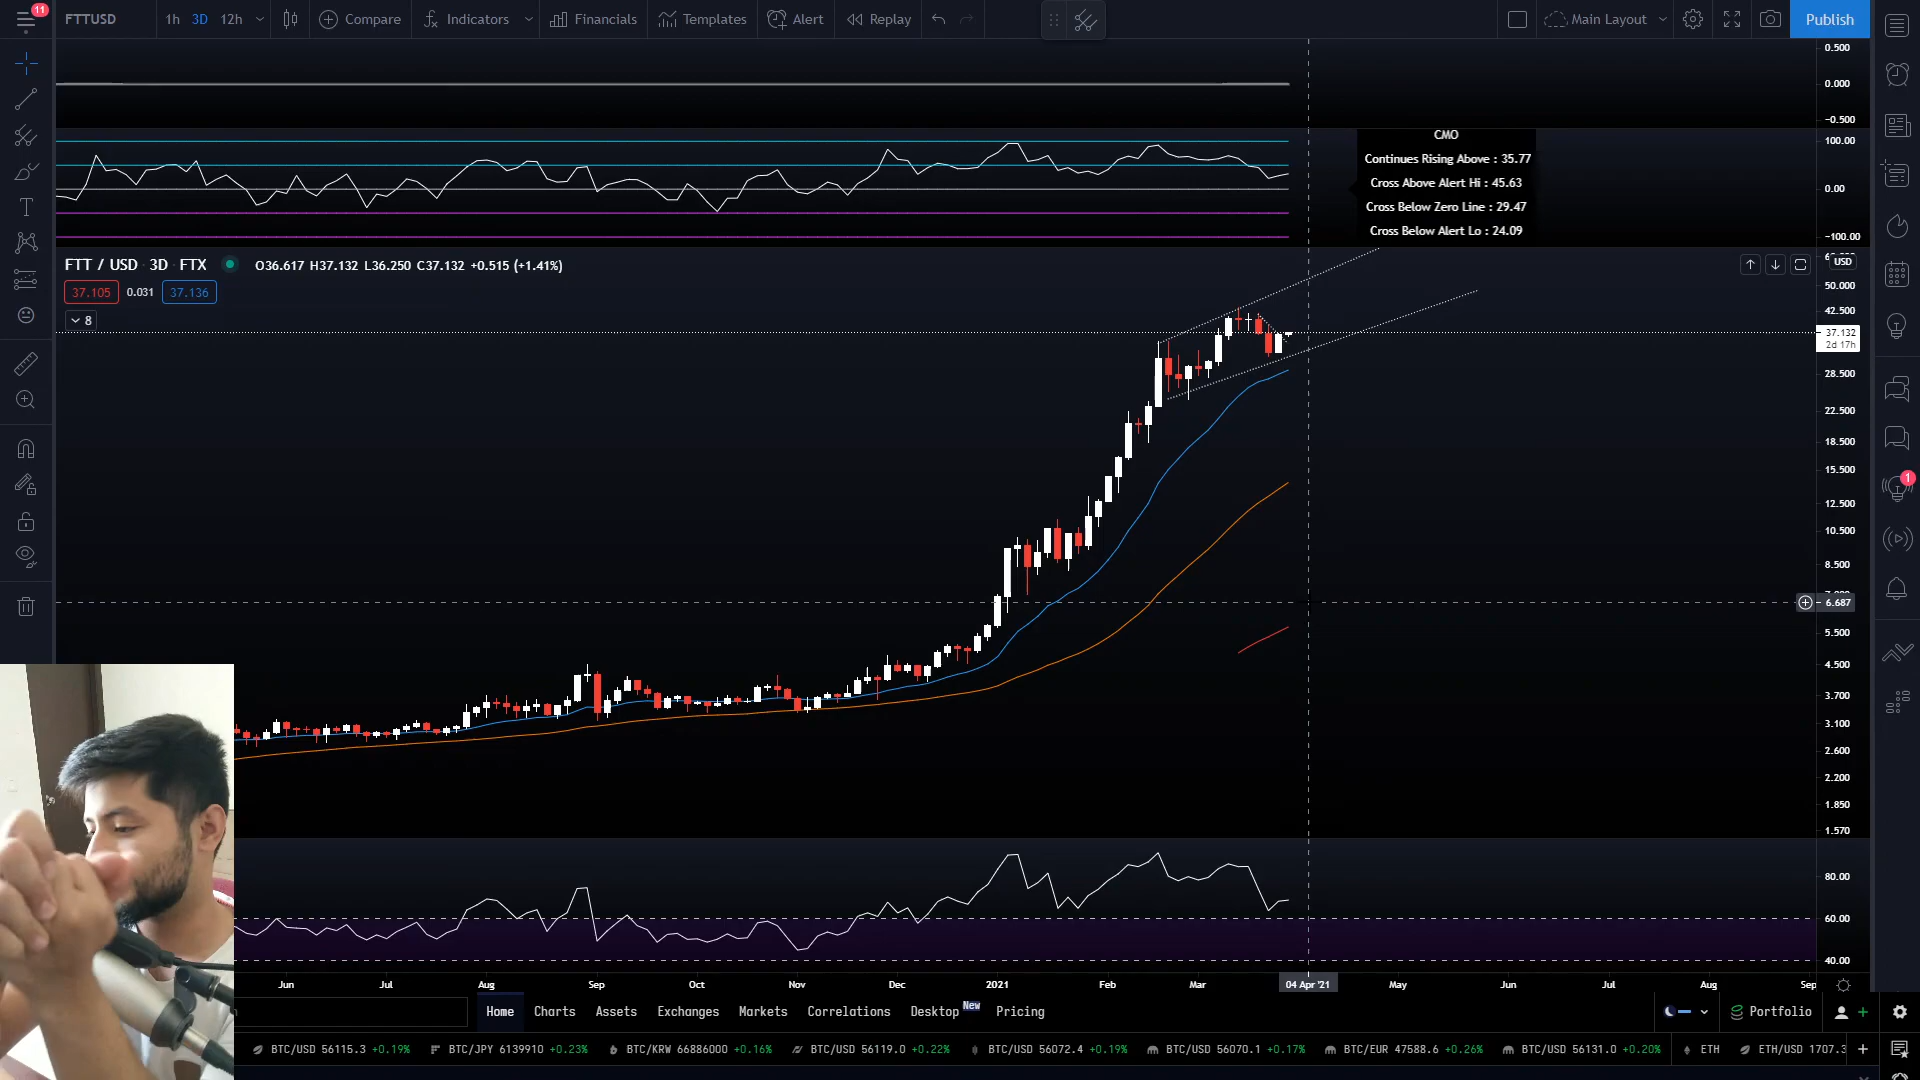 11
FTTUSD
1h 3D 12h
Compare
Indicators
Financials
Templates
Alert
Replay
Main Layout
Publish
0.500
0.000
−0.500
CMO
Continues Rising Above : 35.77
Cross Above Alert Hi : 45.63
Cross Below Zero Line : 29.47
Cross Below Alert Lo : 24.09
100.00
0.00
−100.00
FTT / USD 3D FTX O36.617 H37.132 L36.250 C37.132 +0.515 (+1.41%)
37.105 0.031 37.136
8
USD
50.000
42.500
37.132
2d 17h
28.500
22.500
18.500
15.500
12.500
10.500
8.500
6.687
5.500
4.500
3.700
3.100
2.600
2.200
1.850
1.570
1
80.00
60.00
40.00
Jun Jul Aug Sep Oct Nov Dec 2021 Feb Mar 04 Apr '21 May Jun Jul Aug Sep
Home Charts Assets Exchanges Markets Correlations Desktop New Pricing
Portfolio
BTC/USD 56115.3 +0.19% BTC/JPY 6139910 +0.23% BTC/KRW 66886000 +0.16% BTC/USD 56119.0 +0.22% BTC/USD 56072.4 +0.19% BTC/USD 56070.1 +0.17% BTC/EUR 47588.6 +0.26% BTC/USD 56131.0 +0.20% ETH ETH/USD 1707.3